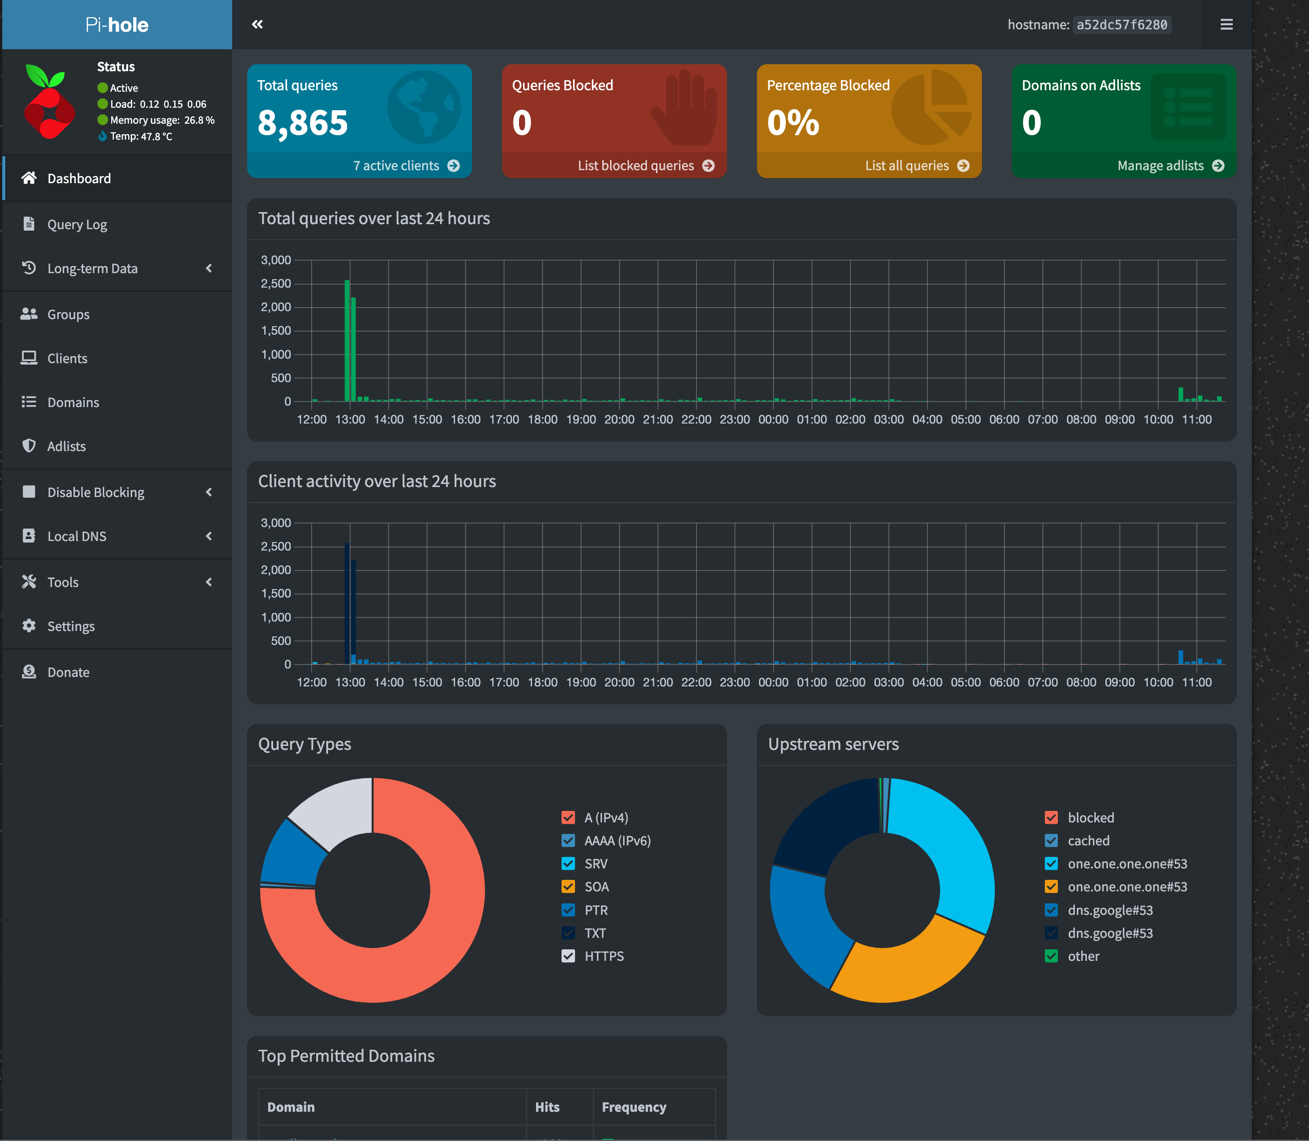 Pi-hole
hostname: a52dc57f6280
Status
Active
Load: 0.12 0.15 0.06
Memory usage: 26.8 %
Temp: 47.8 °C
Dashboard
Query Log
Long-term Data
Groups
Clients
Domains
Adlists
Disable Blocking
Local DNS
Tools
Settings
Donate
Total queries
8,865
7 active clients
Queries Blocked
0
List blocked queries
Percentage Blocked
0%
List all queries
Domains on Adlists
0
Manage adlists
Total queries over last 24 hours
3,000
2,500
2,000
1,500
1,000
500
0
12:00 13:00 14:00 15:00 16:00 17:00 18:00 19:00 20:00 21:00 22:00 23:00 00:00 01:00 02:00 03:00 04:00 05:00 06:00 07:00 08:00 09:00 10:00 11:00
Client activity over last 24 hours
3,000
2,500
2,000
1,500
1,000
500
0
12:00 13:00 14:00 15:00 16:00 17:00 18:00 19:00 20:00 21:00 22:00 23:00 00:00 01:00 02:00 03:00 04:00 05:00 06:00 07:00 08:00 09:00 10:00 11:00
Query Types
A (IPv4)
AAAA (IPv6)
SRV
SOA
PTR
TXT
HTTPS
Upstream servers
blocked
cached
one.one.one.one#53
one.one.one.one#53
dns.google#53
dns.google#53
other
Top Permitted Domains
Domain Hits Frequency